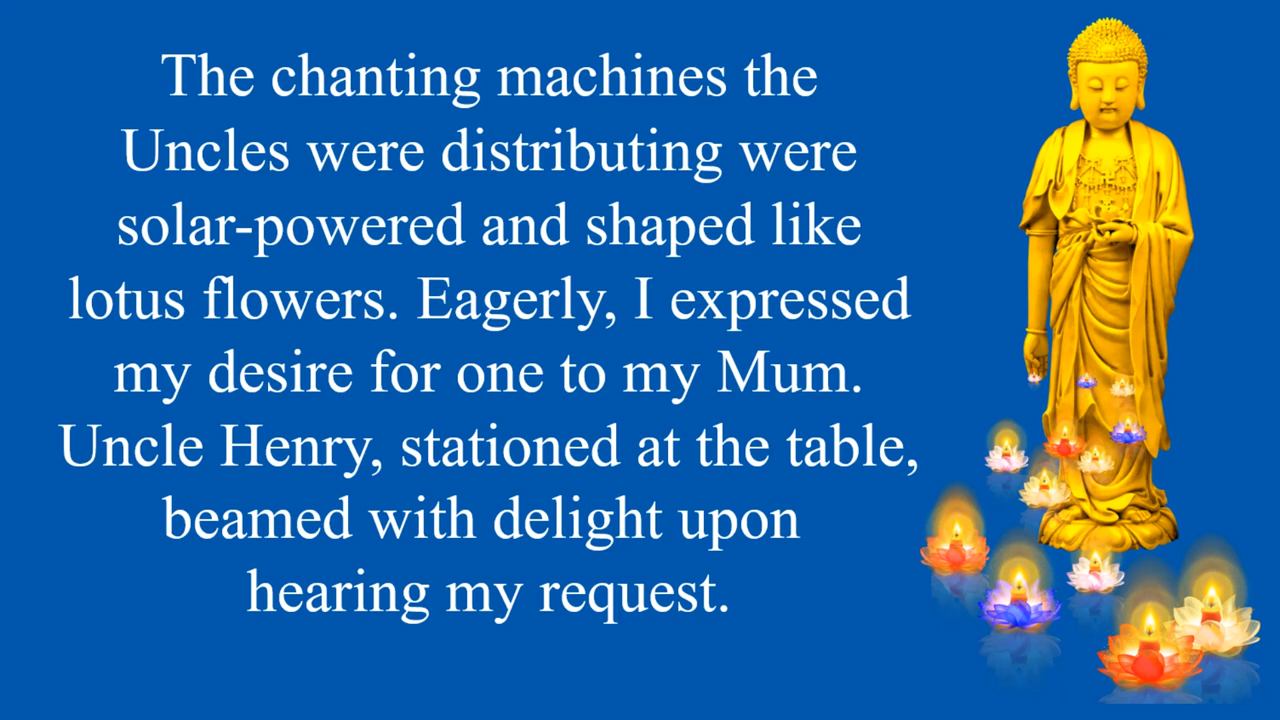 The chanting machines the
Uncles were distributing were
solar-powered and shaped like
lotus flowers. Eagerly, I expressed
my desire for one to my Mum.
Uncle Henry, stationed at the table,
beamed with delight upon
hearing my request.